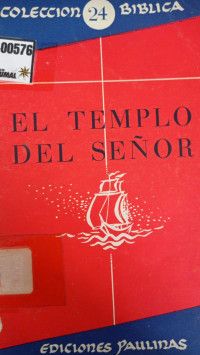 COLECCION 24 BIBLICA
00576
EL TEMPLO
DEL SEÑOR
EDICIONES PAULINAS